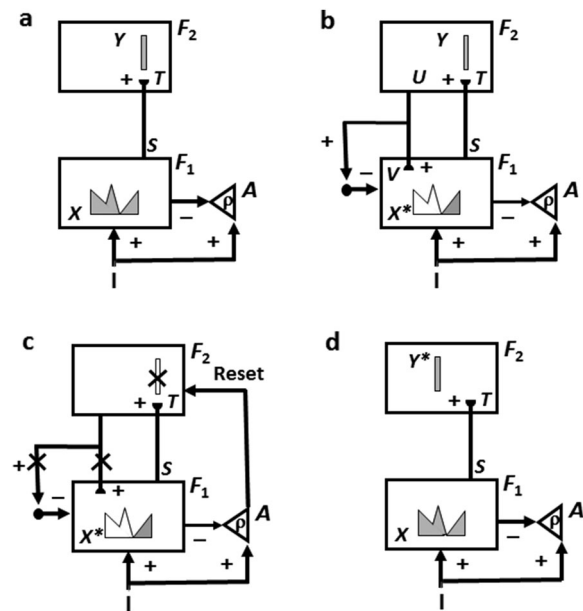 a
Y
F2
+
T
S
F1
X
ρ
A
−
+
+
I
b
Y
F2
U
+
T
+
S
−
V
+
F1
X*
ρ
A
−
+
+
I
c
F2
Reset
+
T
+
S
−
+
F1
X*
ρ
A
−
+
+
I
d
Y*
F2
+
T
S
F1
X
ρ
A
−
+
+
I